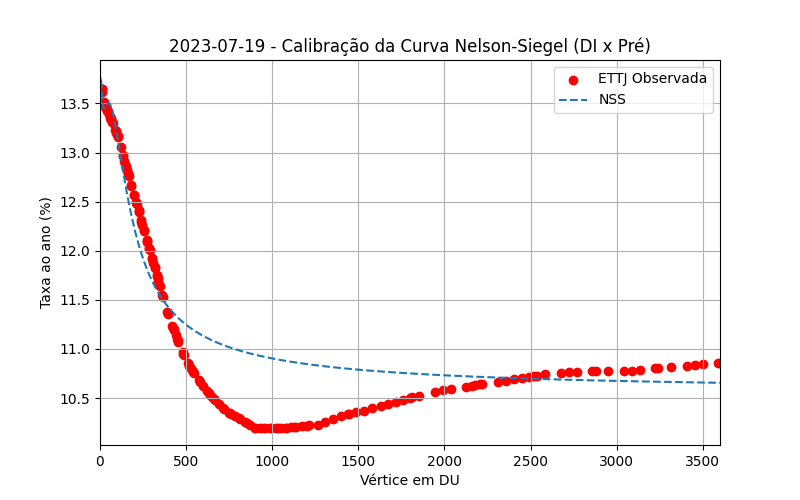 2023-07-19 - Calibração da Curva Nelson-Siegel (DI x Pré)
ETTJ Observada
NSS
Taxa ao ano (%)
13.5
13.0
12.5
12.0
11.5
11.0
10.5
0 500 1000 1500 2000 2500 3000 3500
Vértice em DU